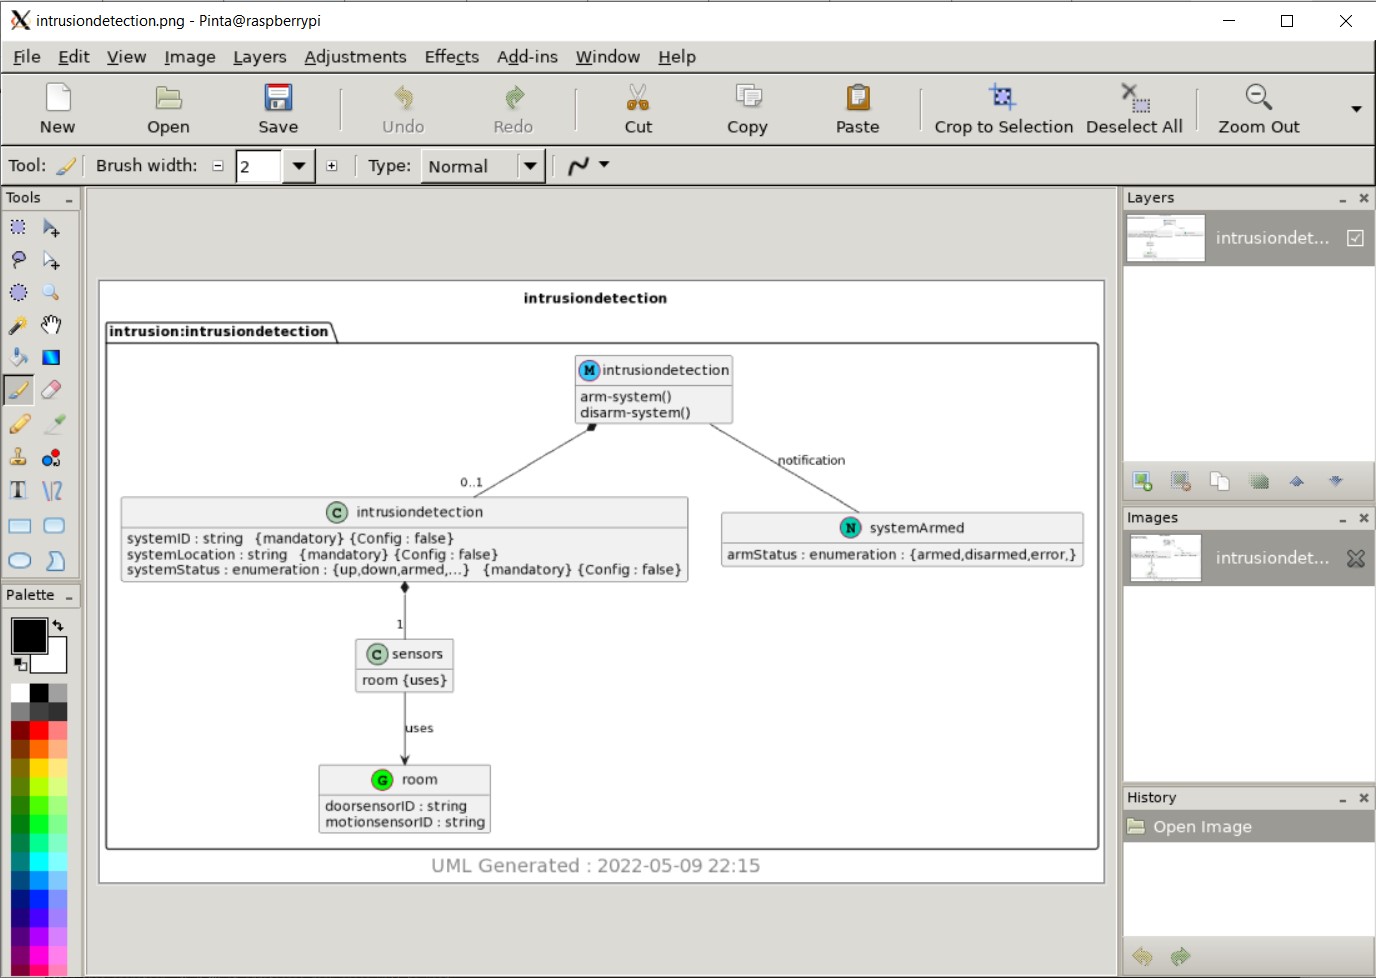 intrusiondetection.png - Pinta@raspberrypi
File Edit View Image Layers Adjustments Effects Add-ins Window Help
New Open Save Undo Redo Cut Copy Paste Crop to Selection Deselect All Zoom Out
Tool: Brush width: 2 Type: Normal
Tools
Layers
intrusiondet...
intrusiondetection
intrusion:intrusiondetection
M intrusiondetection
arm-system()
disarm-system()
notification
0..1
C intrusiondetection
systemID : string {mandatory} {Config : false}
systemLocation : string {mandatory} {Config : false}
systemStatus : enumeration : {up,down,armed,...} {mandatory} {Config : false}
N systemArmed
armStatus : enumeration : {armed,disarmed,error,}
1
C sensors
room {uses}
uses
G room
doorsensorID : string
motionsensorID : string
UML Generated : 2022-05-09 22:15
Images
intrusiondet...
Palette
History
Open Image